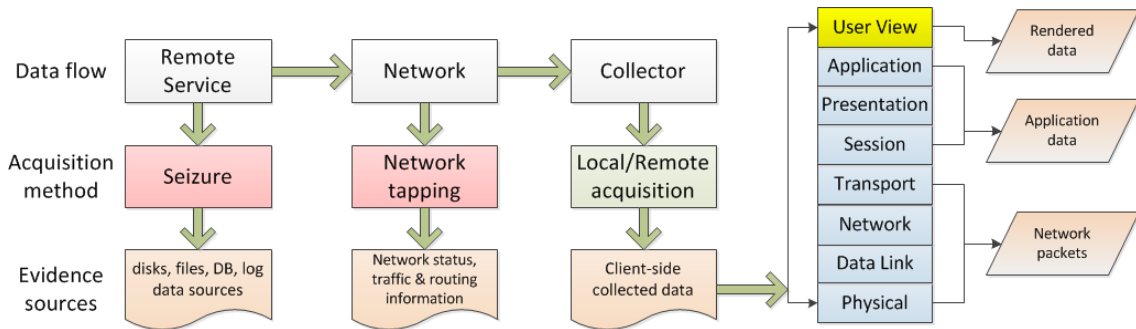 Data flow
Remote
Service
Network
Collector
Acquisition
method
Seizure
Network
tapping
Local/Remote
acquisition
Evidence
sources
disks, files, DB, log
data sources
Network status,
traffic & routing
information
Client-side
collected data
User View
Application
Presentation
Session
Transport
Network
Data Link
Physical
Rendered
data
Application
data
Network
packets